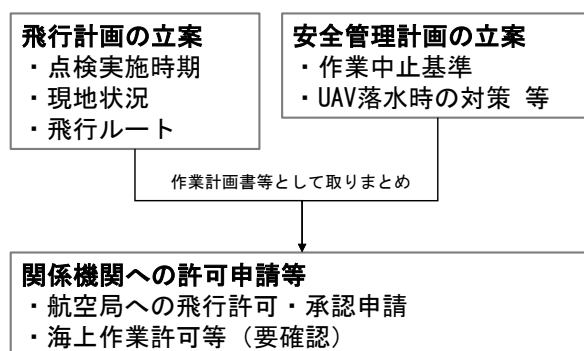 飛行計画の立案
・点検実施時期
・現地状況
・飛行ルート
安全管理計画の立案
・作業中止基準
・UAV落水時の対策 等
作業計画書等として取りまとめ
関係機関への許可申請等
・航空局への飛行許可・承認申請
・海上作業許可等（要確認）